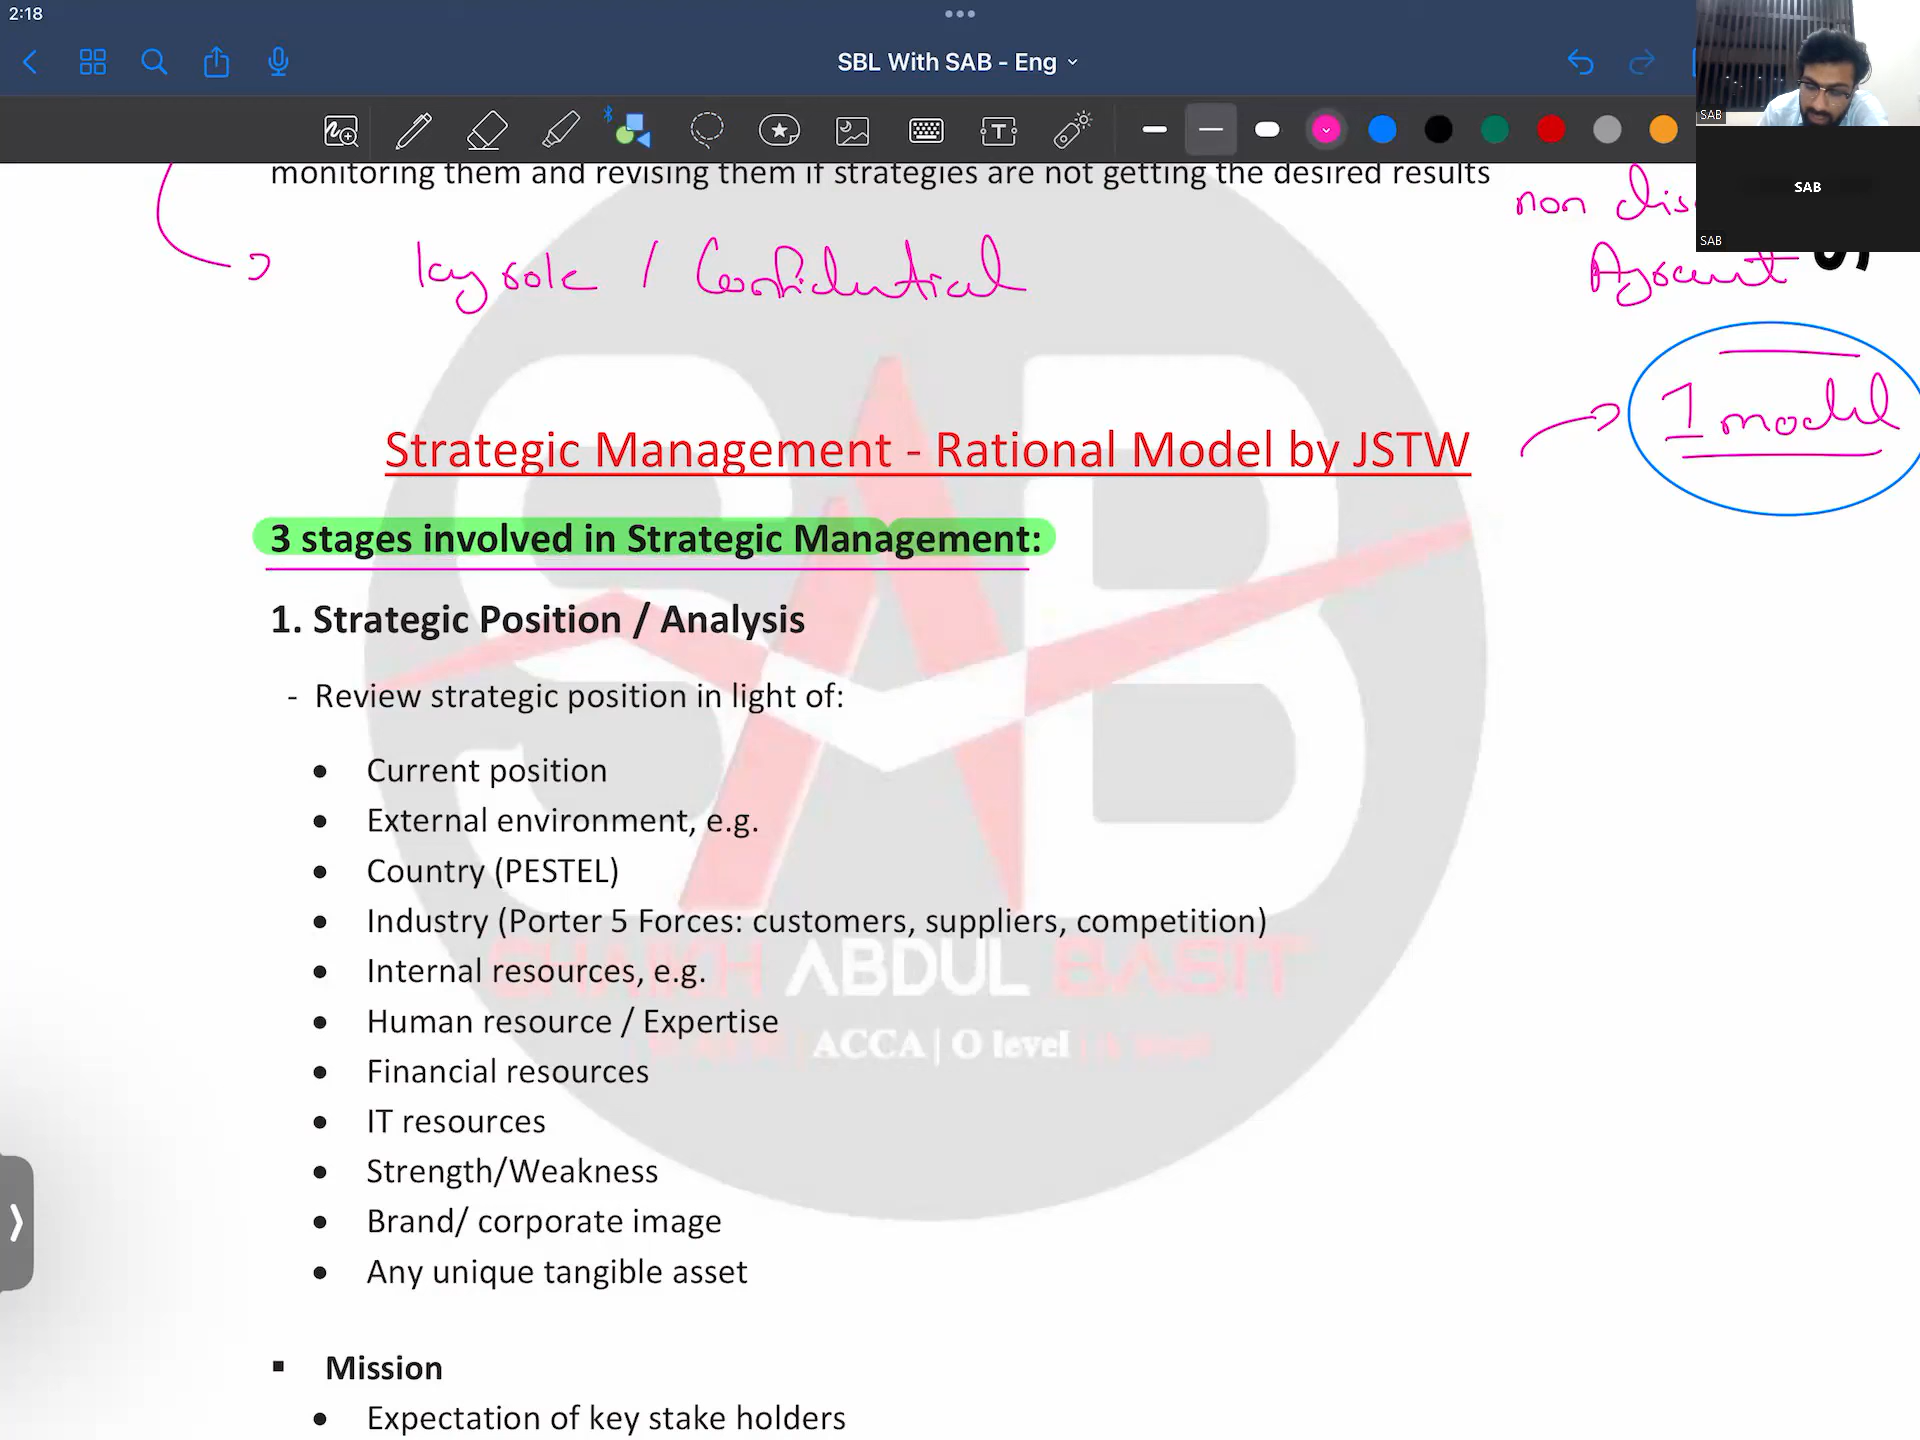 2:18
SBL With SAB - Eng
SAB
SAB
SAB
monitoring them and revising them if strategies are not getting the desired results
non dis
key role / Confidential
1 model
Strategic Management - Rational Model by JSTW
3 stages involved in Strategic Management:
1. Strategic Position / Analysis
- Review strategic position in light of:
• Current position
• External environment, e.g.
• Country (PESTEL)
• Industry (Porter 5 Forces: customers, suppliers, competition)
• Internal resources, e.g.
• Human resource / Expertise
• Financial resources
• IT resources
• Strength/Weakness
• Brand/ corporate image
• Any unique tangible asset
SHAIKH ABDUL BASIT
ACCA | O level
▪ Mission
• Expectation of key stake holders